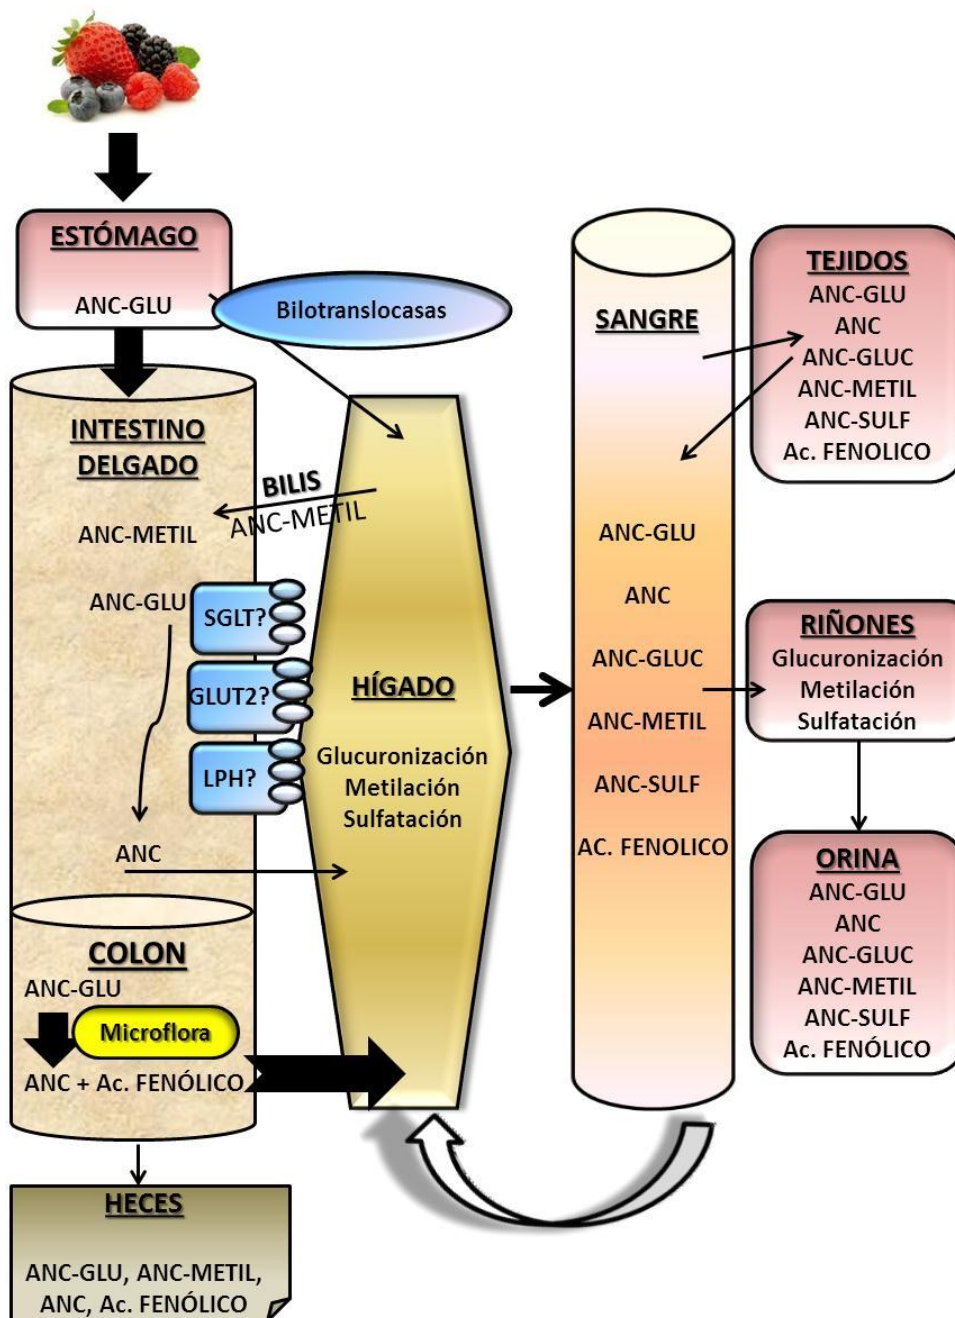 ESTÓMAGO
ANC-GLU
Bilotranslocasas
INTESTINO
DELGADO
BILIS
ANC-METIL
ANC-METIL
ANC-GLU
SGLT?
GLUT2?
LPH?
ANC
COLON
ANC-GLU
Microflora
ANC + Ac. FENÓLICO
HECES
ANC-GLU, ANC-METIL,
ANC, Ac. FENÓLICO
HÍGADO
Glucuronización
Metilación
Sulfatación
SANGRE
ANC-GLU
ANC
ANC-GLUC
ANC-METIL
ANC-SULF
AC. FENOLICO
TEJIDOS
ANC-GLU
ANC
ANC-GLUC
ANC-METIL
ANC-SULF
Ac. FENOLICO
RIÑONES
Glucuronización
Metilación
Sulfatación
ORINA
ANC-GLU
ANC
ANC-GLUC
ANC-METIL
ANC-SULF
Ac. FENÓLICO